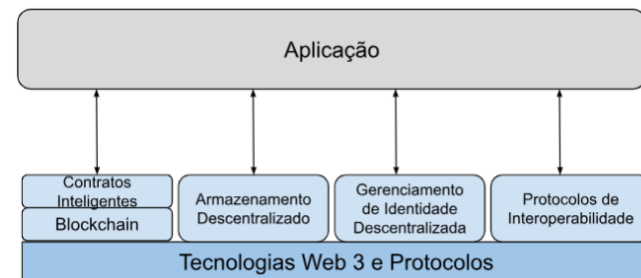 Aplicação
Contratos
Inteligentes
Blockchain
Armazenamento
Descentralizado
Gerenciamento
de Identidade
Descentralizada
Protocolos de
Interoperabilidade
Tecnologias Web 3 e Protocolos